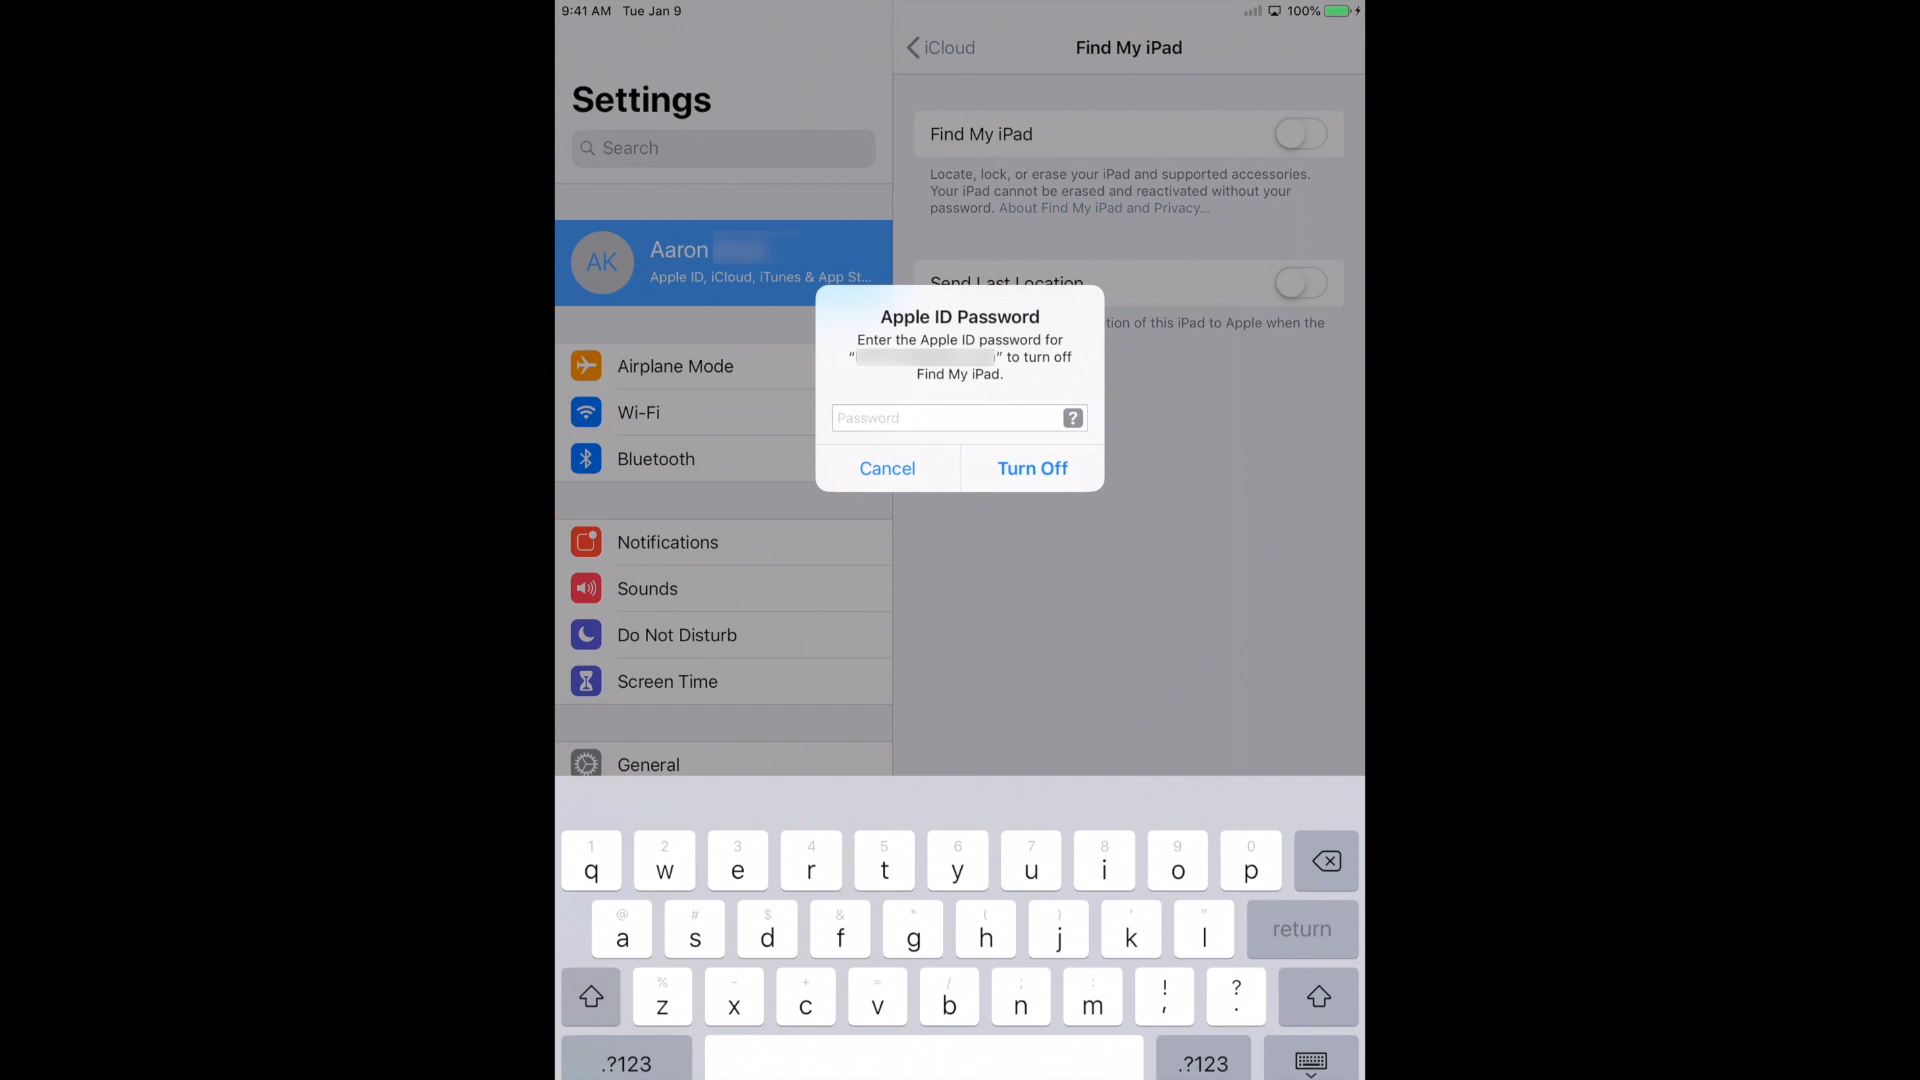 9:41 AM Tue Jan 9
100%
Settings
Search
AK
Aaron
Apple ID, iCloud, iTunes & App St...
Airplane Mode
Wi-Fi
Bluetooth
Notifications
Sounds
Do Not Disturb
Screen Time
General
iCloud
Find My iPad
Find My iPad
Locate, lock, or erase your iPad and supported accessories.
Your iPad cannot be erased and reactivated without your
password. About Find My iPad and Privacy...
Send Last Location
tion of this iPad to Apple when the
Apple ID Password
Enter the Apple ID password for
“ ” to turn off
Find My iPad.
Password
?
Cancel
Turn Off
1 2 3 4 5 6 7 8 9 0
q w e r t y u i o p
@ # $ & * ( ) ' "
a s d f g h j k l return
% - + = / ; : ! ?
z x c v b n m , .
.?123 .?123